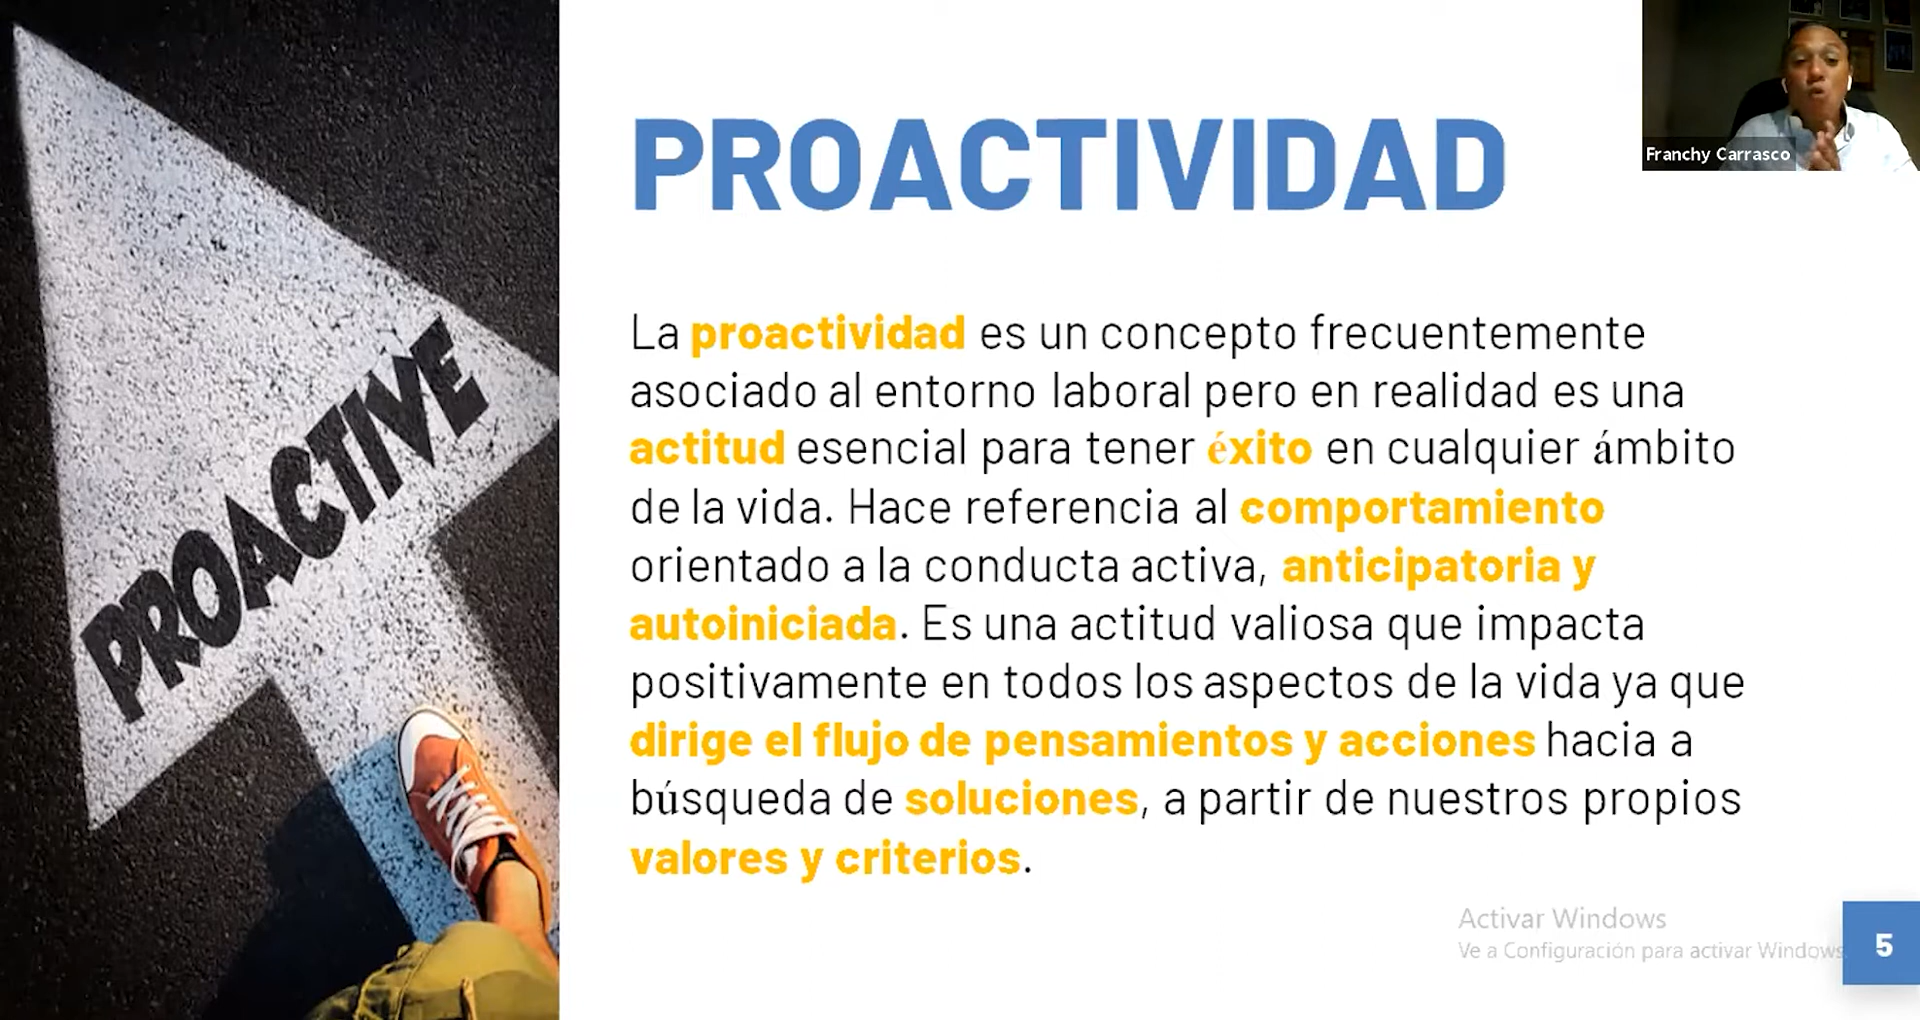 PROACTIVE
PROACTIVIDAD
Franchy Carrasco
La proactividad es un concepto frecuentemente
asociado al entorno laboral pero en realidad es una
actitud esencial para tener éxito en cualquier ámbito
de la vida. Hace referencia al comportamiento
orientado a la conducta activa, anticipatoria y
autoiniciada. Es una actitud valiosa que impacta
positivamente en todos los aspectos de la vida ya que
dirige el flujo de pensamientos y acciones hacia a
búsqueda de soluciones, a partir de nuestros propios
valores y criterios.
Activar Windows
Ve a Configuración para activar Windows
5